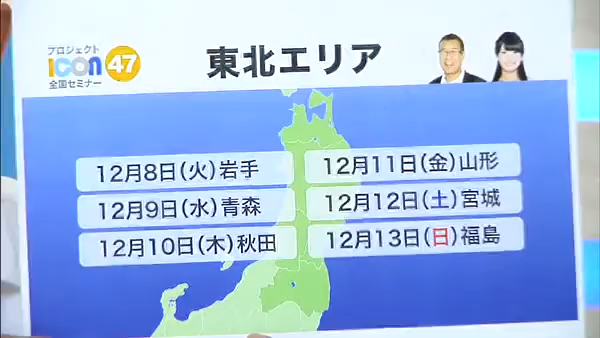 プロジェクト
iCON 47
全国セミナー
東北エリア
12月8日(火)岩手
12月9日(水)青森
12月10日(木)秋田
12月11日(金)山形
12月12日(土)宮城
12月13日(日)福島